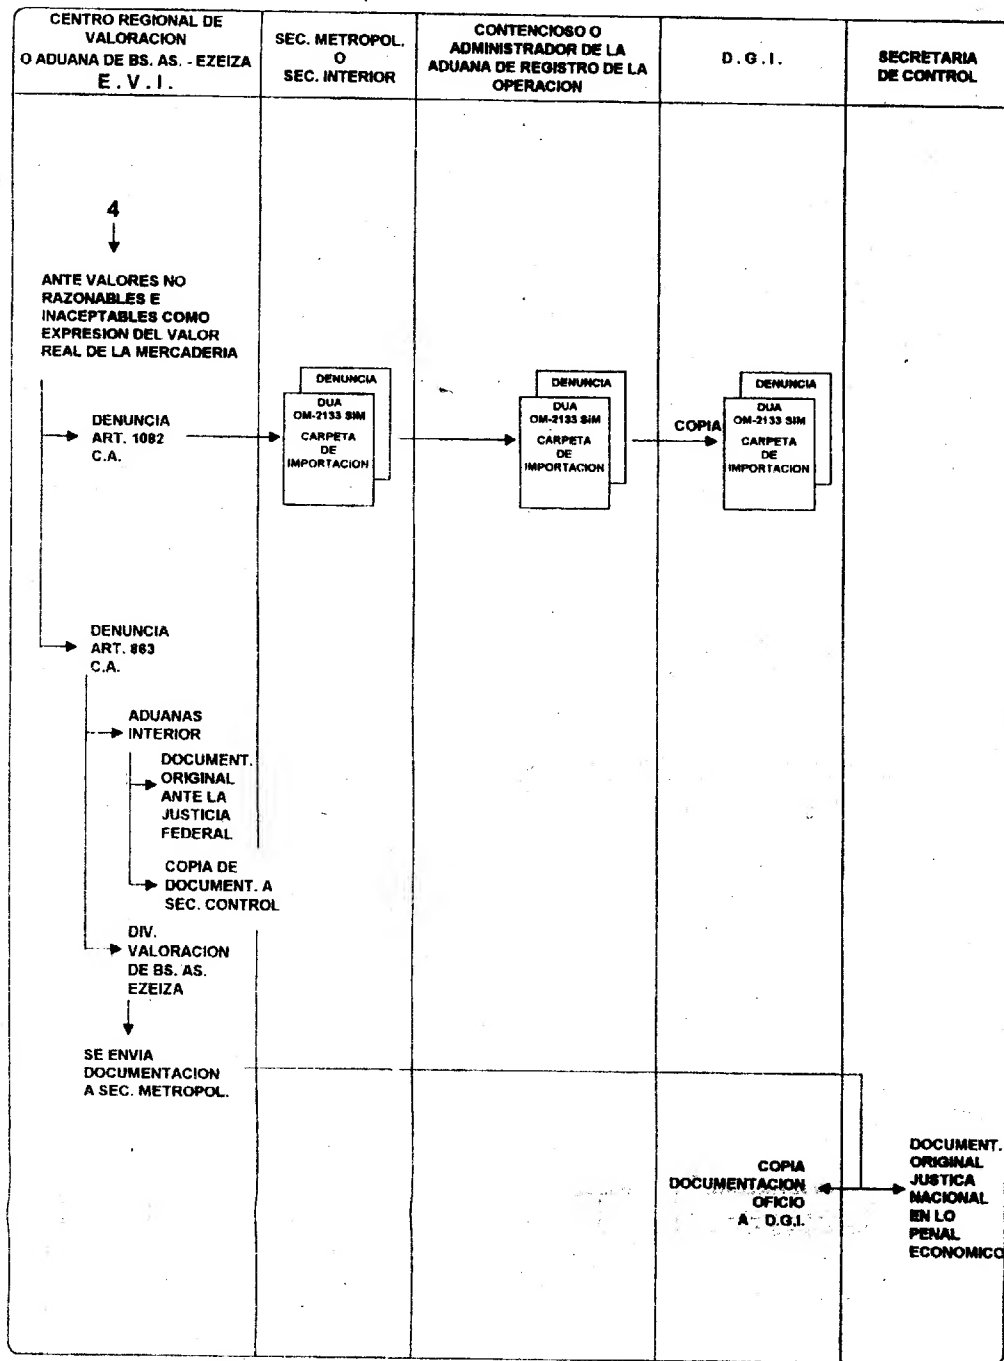 CENTRO REGIONAL DE
VALORACION
O ADUANA DE BS. AS. - EZEIZA
E.V.I.
SEC. METROPOL.
O
SEC. INTERIOR
CONTENCIOSO O
ADMINISTRADOR DE LA
ADUANA DE REGISTRO DE LA
OPERACION
D.G.I.
SECRETARIA
DE CONTROL
4
ANTE VALORES NO
RAZONABLES E
INACEPTABLES COMO
EXPRESION DEL VALOR
REAL DE LA MERCADERIA
DENUNCIA
ART. 1082
C.A.
DENUNCIA
DUA
OM-2133 SIM
CARPETA
DE
IMPORTACION
DENUNCIA
DUA
OM-2133 SIM
CARPETA
DE
IMPORTACION
COPIA
DENUNCIA
DUA
OM-2133 SIM
CARPETA
DE
IMPORTACION
DENUNCIA
ART. 863
C.A.
ADUANAS
INTERIOR
DOCUMENT.
ORIGINAL
ANTE LA
JUSTICIA
FEDERAL
COPIA DE
DOCUMENT. A
SEC. CONTROL
DIV.
VALORACION
DE BS. AS.
EZEIZA
SE ENVIA
DOCUMENTACION
A SEC. METROPOL.
COPIA
DOCUMENTACION
OFICIO
A D.G.I.
DOCUMENT.
ORIGINAL
JUSTICA
NACIONAL
EN LO
PENAL
ECONOMICO